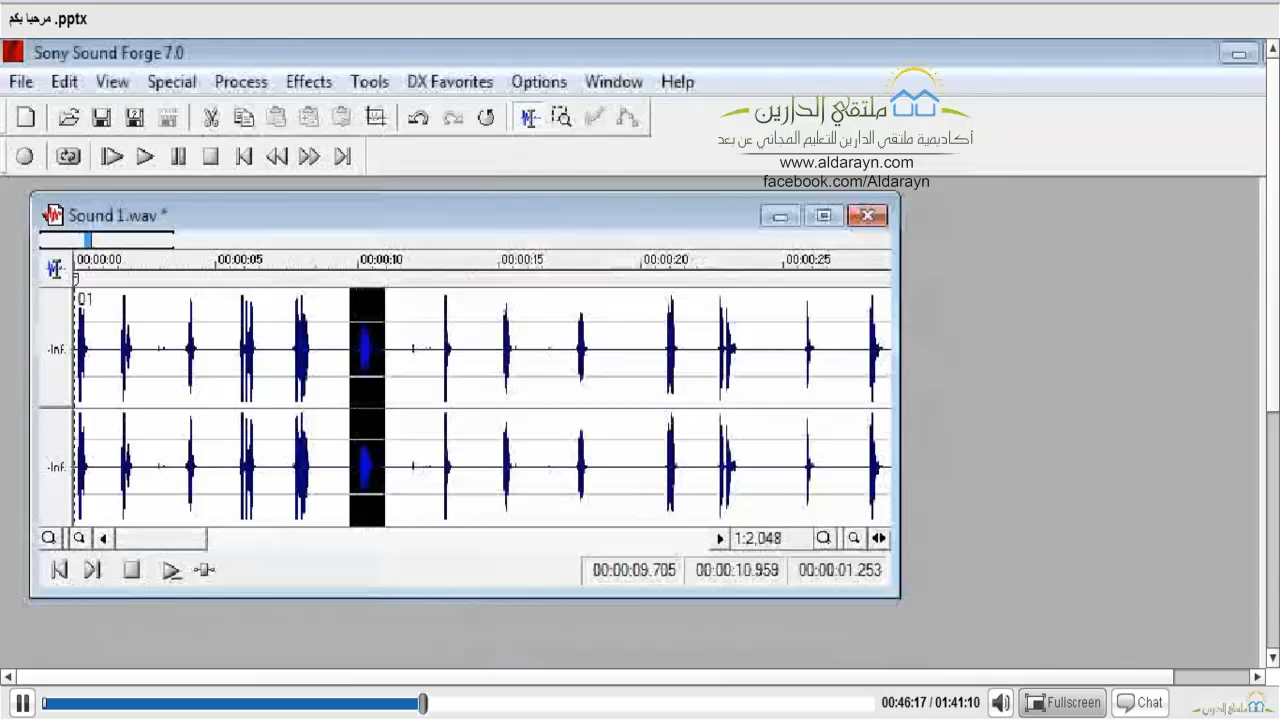 مرحبا بكم .pptx
Sony Sound Forge 7.0
File Edit View Special Process Effects Tools DX Favorites Options Window Help
ملتقي الدارين
أكاديمية ملتقي الدارين للتعليم المجاني عن بعد
www.aldarayn.com
facebook.com/Aldarayn
Sound 1.wav *
00:00:00 00:00:05 00:00:10 00:00:15 00:00:20 00:00:25
01
-Inf.
-Inf.
1:2,048
00:00:09.705 00:00:10.959 00:00:01.253
00:46:17 / 01:41:10 Fullscreen Chat ملتقي الدارين